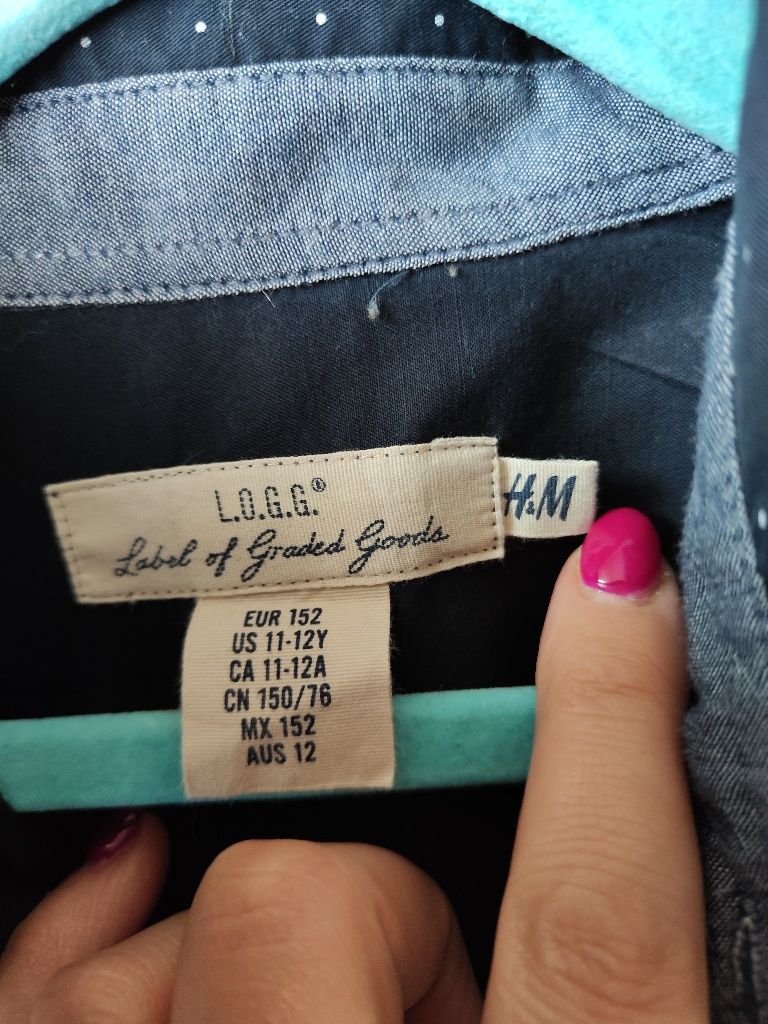 L.O.G.G.®
Label of Graded Goods
H&M
EUR 152
US 11-12Y
CA 11-12A
CN 150/76
MX 152
AUS 12